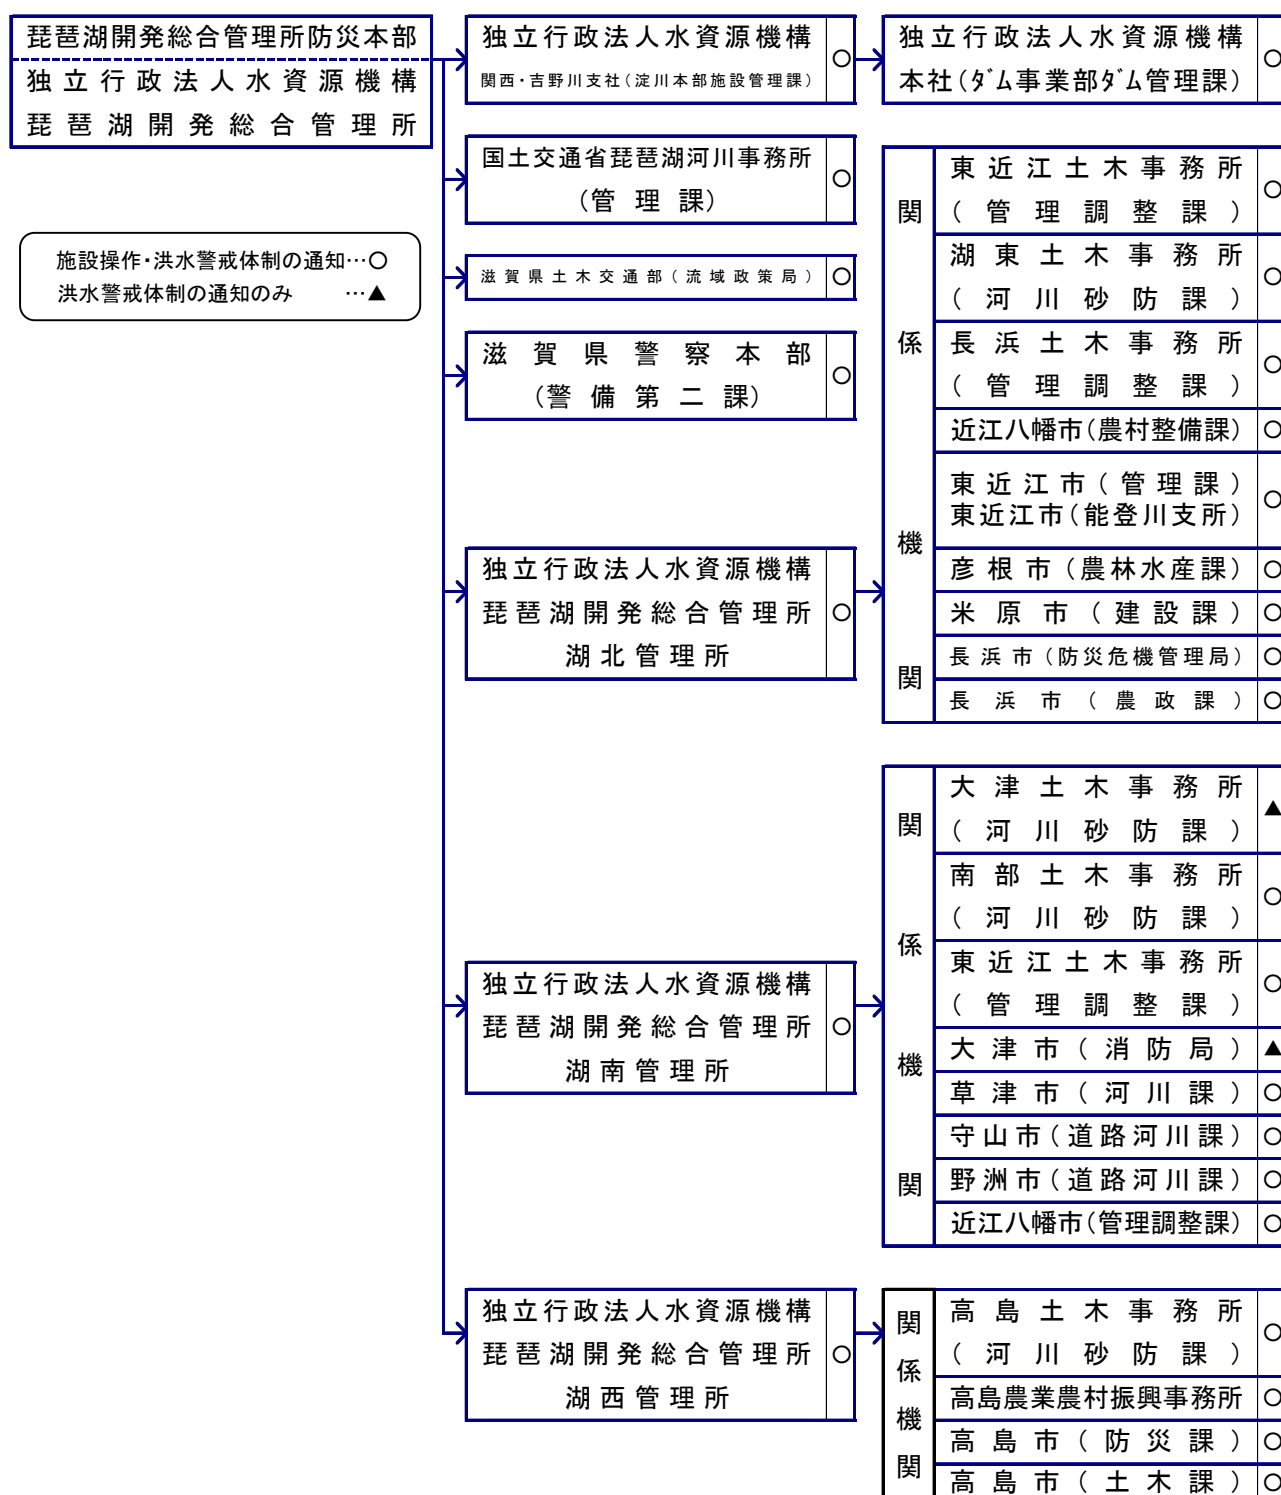 琵琶湖開発総合管理所防災本部
独立行政法人水資源機構
琵琶湖開発総合管理所
施設操作・洪水警戒体制の通知…○
洪水警戒体制の通知のみ …▲
独立行政法人水資源機構
関西・吉野川支社(淀川本部施設管理課)
○
独立行政法人水資源機構
本社(ダム事業部ダム管理課)
○
国土交通省琵琶湖河川事務所
(管理課)
○
滋賀県土木交通部(流域政策局)
○
滋賀県警察本部
(警備第二課)
○
独立行政法人水資源機構
琵琶湖開発総合管理所
湖北管理所
○
関係機関
東近江土木事務所
(管理調整課)
○
湖東土木事務所
(河川砂防課)
○
長浜土木事務所
(管理調整課)
○
近江八幡市(農村整備課)
○
東近江市(管理課)
東近江市(能登川支所)
○
彦根市(農林水産課)
○
米原市(建設課)
○
長浜市(防災危機管理局)
○
長浜市(農政課)
○
独立行政法人水資源機構
琵琶湖開発総合管理所
湖南管理所
○
関係機関
大津土木事務所
(河川砂防課)
▲
南部土木事務所
(河川砂防課)
○
東近江土木事務所
(管理調整課)
○
大津市(消防局)
▲
草津市(河川課)
○
守山市(道路河川課)
○
野洲市(道路河川課)
○
近江八幡市(管理調整課)
○
独立行政法人水資源機構
琵琶湖開発総合管理所
湖西管理所
○
関係機関
高島土木事務所
(河川砂防課)
○
高島農業農村振興事務所
○
高島市(防災課)
○
高島市(土木課)
○